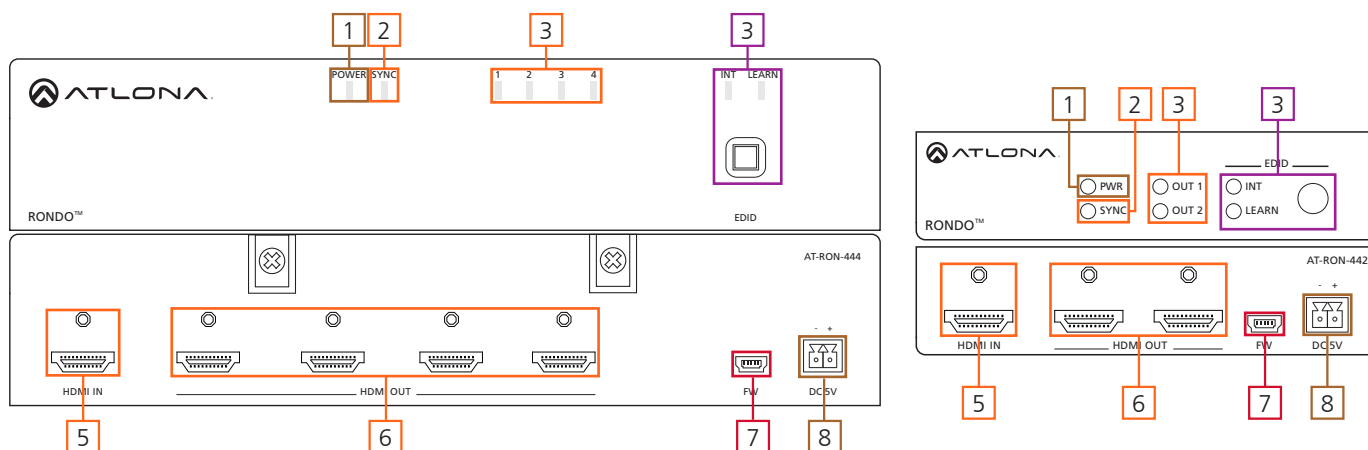 1 2 3 3
POWER SYNC 1 2 3 4 INT LEARN
ATLONA.
RONDO™ EDID
AT-RON-444
- +
HDMI IN HDMI OUT FW DC 5V
5 6 7 8
1 2 3 3
ATLONA.
EDID
PWR OUT 1 INT
SYNC OUT 2 LEARN
RONDO™
AT-RON-442
- +
HDMI IN HDMI OUT FW DC 5V
5 6 7 8